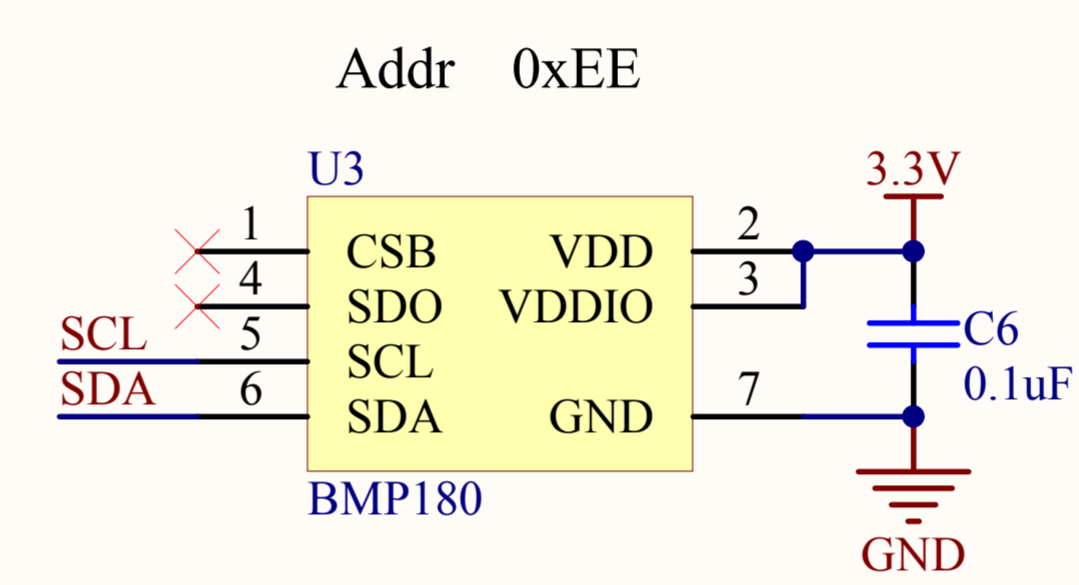 Addr 0xEE
U3
3.3V
1 CSB VDD 2
4 SDO VDDIO 3
SCL 5 SCL
SDA 6 SDA GND 7
C6
0.1uF
BMP180
GND